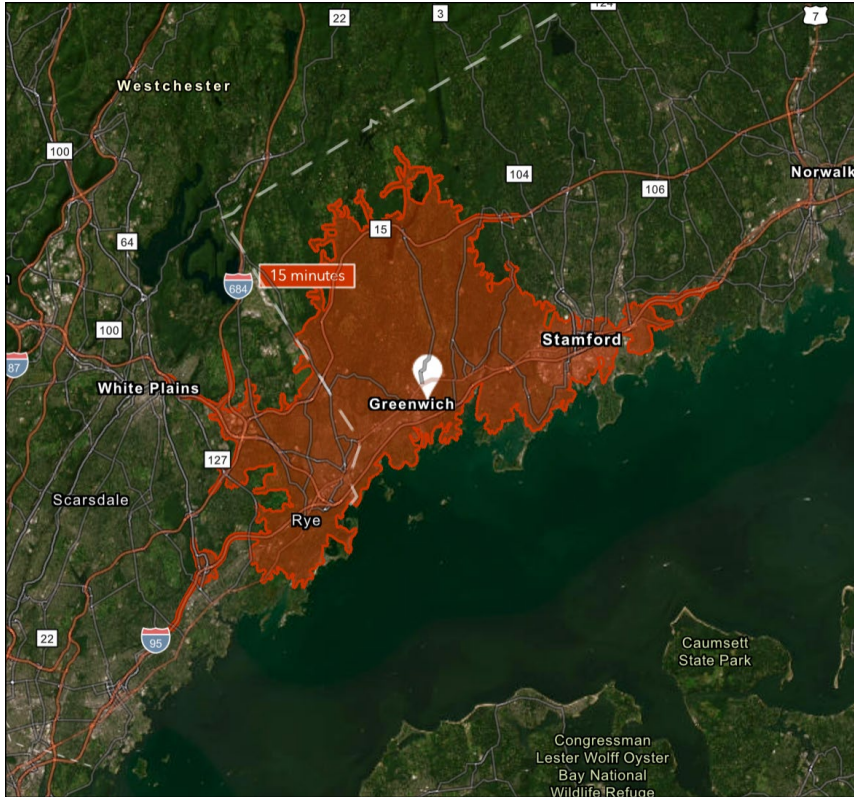 124
22
3
7
Westchester
100
104
Norwalk
106
15
64
15 minutes
684
100
Stamford
87
White Plains
Greenwich
127
Scarsdale
Rye
22
95
Caumsett
State Park
Congressman
Lester Wolff Oyster
Bay National
Wildlife Refuge